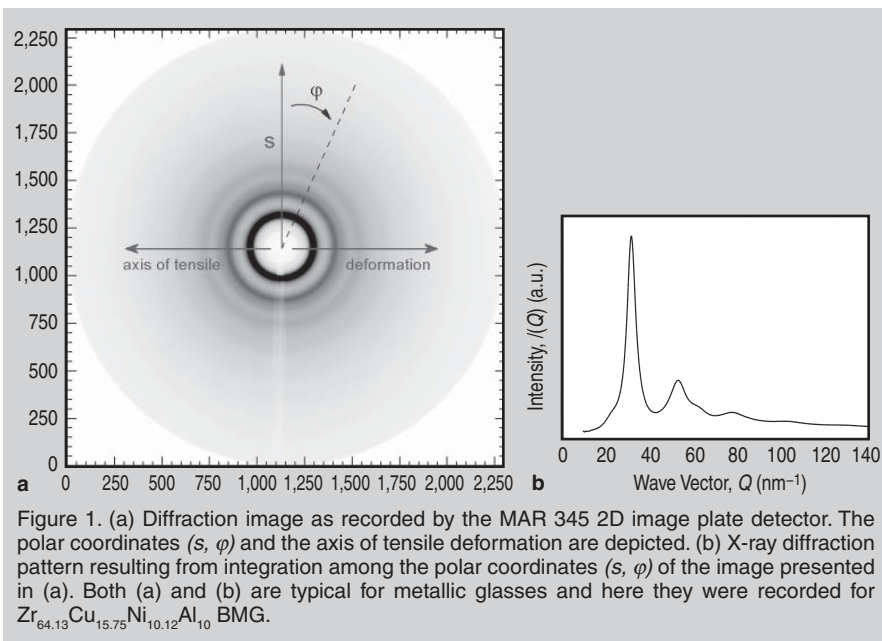 2,250
2,000
1,750
1,500
1,250
1,000
750
500
250
0
φ
s
axis of tensile deformation
a 0 250 500 750 1,000 1,250 1,500 1,750 2,000 2,250
Intensity, I(Q) (a.u.)
b 0 20 40 60 80 100 120 140
Wave Vector, Q (nm⁻¹)
Figure 1. (a) Diffraction image as recorded by the MAR 345 2D image plate detector. The
polar coordinates (s, φ) and the axis of tensile deformation are depicted. (b) X-ray diffraction
pattern resulting from integration among the polar coordinates (s, φ) of the image presented
in (a). Both (a) and (b) are typical for metallic glasses and here they were recorded for
Zr₆₄.₁₃Cu₁₅.₇₅Ni₁₀.₁₂Al₁₀ BMG.